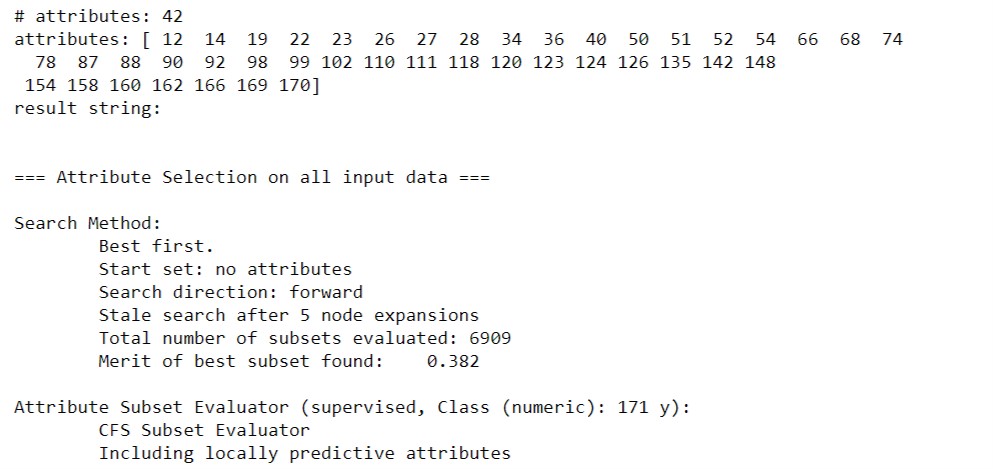 # attributes: 42
attributes: [ 12  14  19  22  23  26  27  28  34  36  40  50  51  52  54  66  68  74
  78  87  88  90  92  98  99 102 110 111 118 120 123 124 126 135 142 148
 154 158 160 162 166 169 170]
result string:
=== Attribute Selection on all input data ===
Search Method:
        Best first.
        Start set: no attributes
        Search direction: forward
        Stale search after 5 node expansions
        Total number of subsets evaluated: 6909
        Merit of best subset found:    0.382
Attribute Subset Evaluator (supervised, Class (numeric): 171 y):
        CFS Subset Evaluator
        Including locally predictive attributes